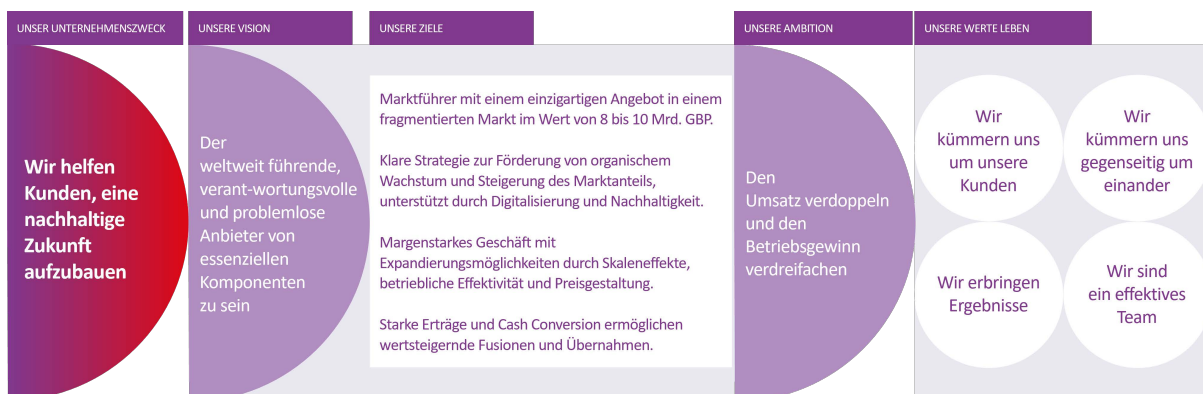 UNSER UNTERNEHMENSZWECK
Wir helfen
Kunden, eine
nachhaltige
Zukunft
aufzubauen
UNSERE VISION
Der
weltweit führende,
verant-wortungsvolle
und problemlose
Anbieter von
essenziellen
Komponenten
zu sein
UNSERE ZIELE
Marktführer mit einem einzigartigen Angebot in einem
fragmentierten Markt im Wert von 8 bis 10 Mrd. GBP.
Klare Strategie zur Förderung von organischem
Wachstum und Steigerung des Marktanteils,
unterstützt durch Digitalisierung und Nachhaltigkeit.
Margenstarkes Geschäft mit
Expandierungsmöglichkeiten durch Skaleneffekte,
betriebliche Effektivität und Preisgestaltung.
Starke Erträge und Cash Conversion ermöglichen
wertsteigernde Fusionen und Übernahmen.
UNSERE AMBITION
Den
Umsatz verdoppeln
und den
Betriebsgewinn
verdreifachen
UNSERE WERTE LEBEN
Wir
kümmern uns
um unsere
Kunden
Wir
kümmern uns
gegenseitig um
einander
Wir erbringen
Ergebnisse
Wir sind
ein effektives
Team